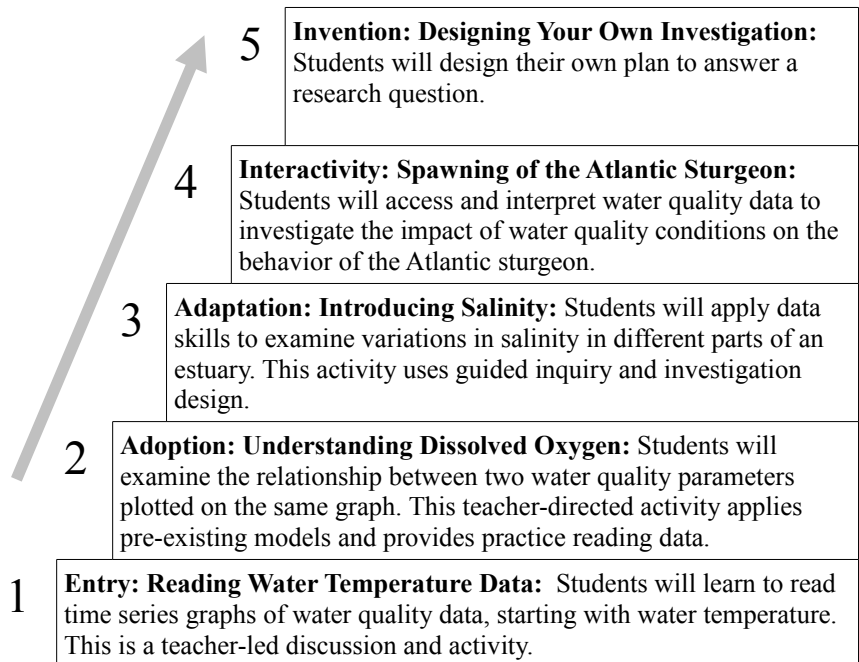 5
Invention: Designing Your Own Investigation:
Students will design their own plan to answer a
research question.
4
Interactivity: Spawning of the Atlantic Sturgeon:
Students will access and interpret water quality data to
investigate the impact of water quality conditions on the
behavior of the Atlantic sturgeon.
3
Adaptation: Introducing Salinity: Students will apply data
skills to examine variations in salinity in different parts of an
estuary. This activity uses guided inquiry and investigation
design.
2
Adoption: Understanding Dissolved Oxygen: Students will
examine the relationship between two water quality parameters
plotted on the same graph. This teacher-directed activity applies
pre-existing models and provides practice reading data.
1
Entry: Reading Water Temperature Data:  Students will learn to read
time series graphs of water quality data, starting with water temperature.
This is a teacher-led discussion and activity.